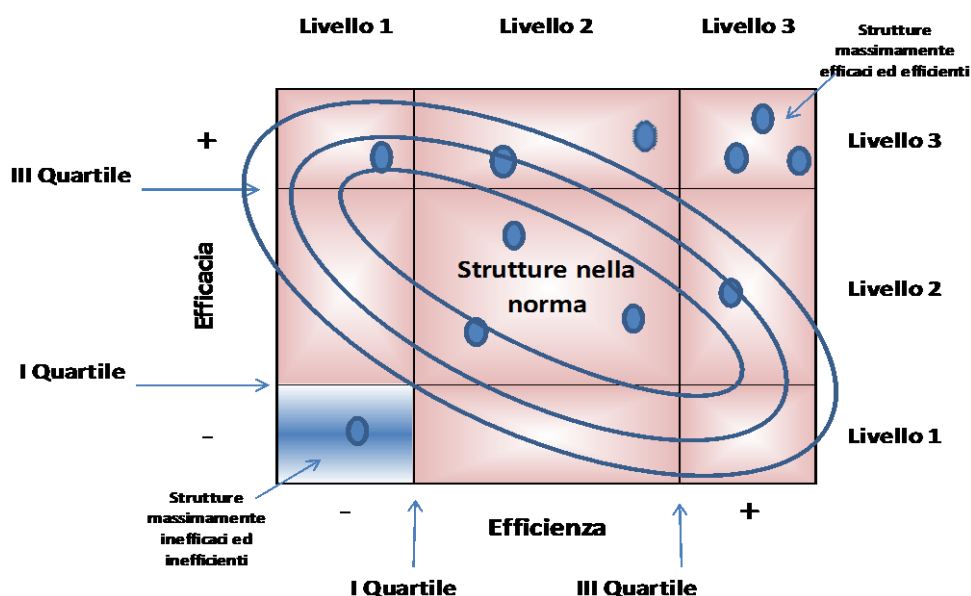 Livello 1
Livello 2
Livello 3
Strutture
massimamente
efficaci ed efficienti
+
Livello 3
III Quartile
Efficacia
Strutture nella
norma
Livello 2
I Quartile
-
Livello 1
Strutture
massimamente
inefficaci ed
inefficienti
-
Efficienza
+
I Quartile
III Quartile